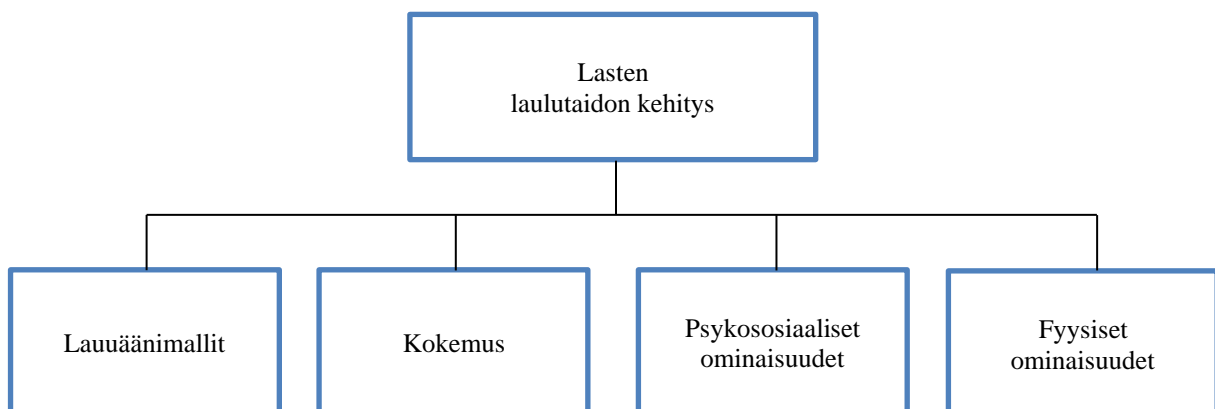 Lasten
laulutaidon kehitys
Lauuäänimallit
Kokemus
Psykososiaaliset
ominaisuudet
Fyysiset
ominaisuudet